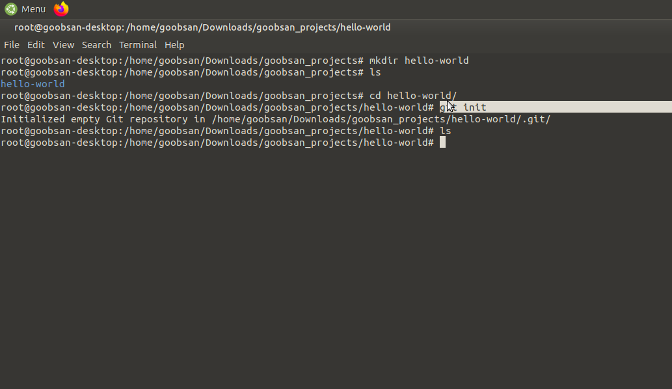 Menu
root@goobsan-desktop:/home/goobsan/Downloads/goobsan_projects/hello-world
File Edit View Search Terminal Help
root@goobsan-desktop:/home/goobsan/Downloads/goobsan_projects# mkdir hello-world
root@goobsan-desktop:/home/goobsan/Downloads/goobsan_projects# ls
hello-world
root@goobsan-desktop:/home/goobsan/Downloads/goobsan_projects# cd hello-world/
root@goobsan-desktop:/home/goobsan/Downloads/goobsan_projects/hello-world# git init
Initialized empty Git repository in /home/goobsan/Downloads/goobsan_projects/hello-world/.git/
root@goobsan-desktop:/home/goobsan/Downloads/goobsan_projects/hello-world# ls
root@goobsan-desktop:/home/goobsan/Downloads/goobsan_projects/hello-world#